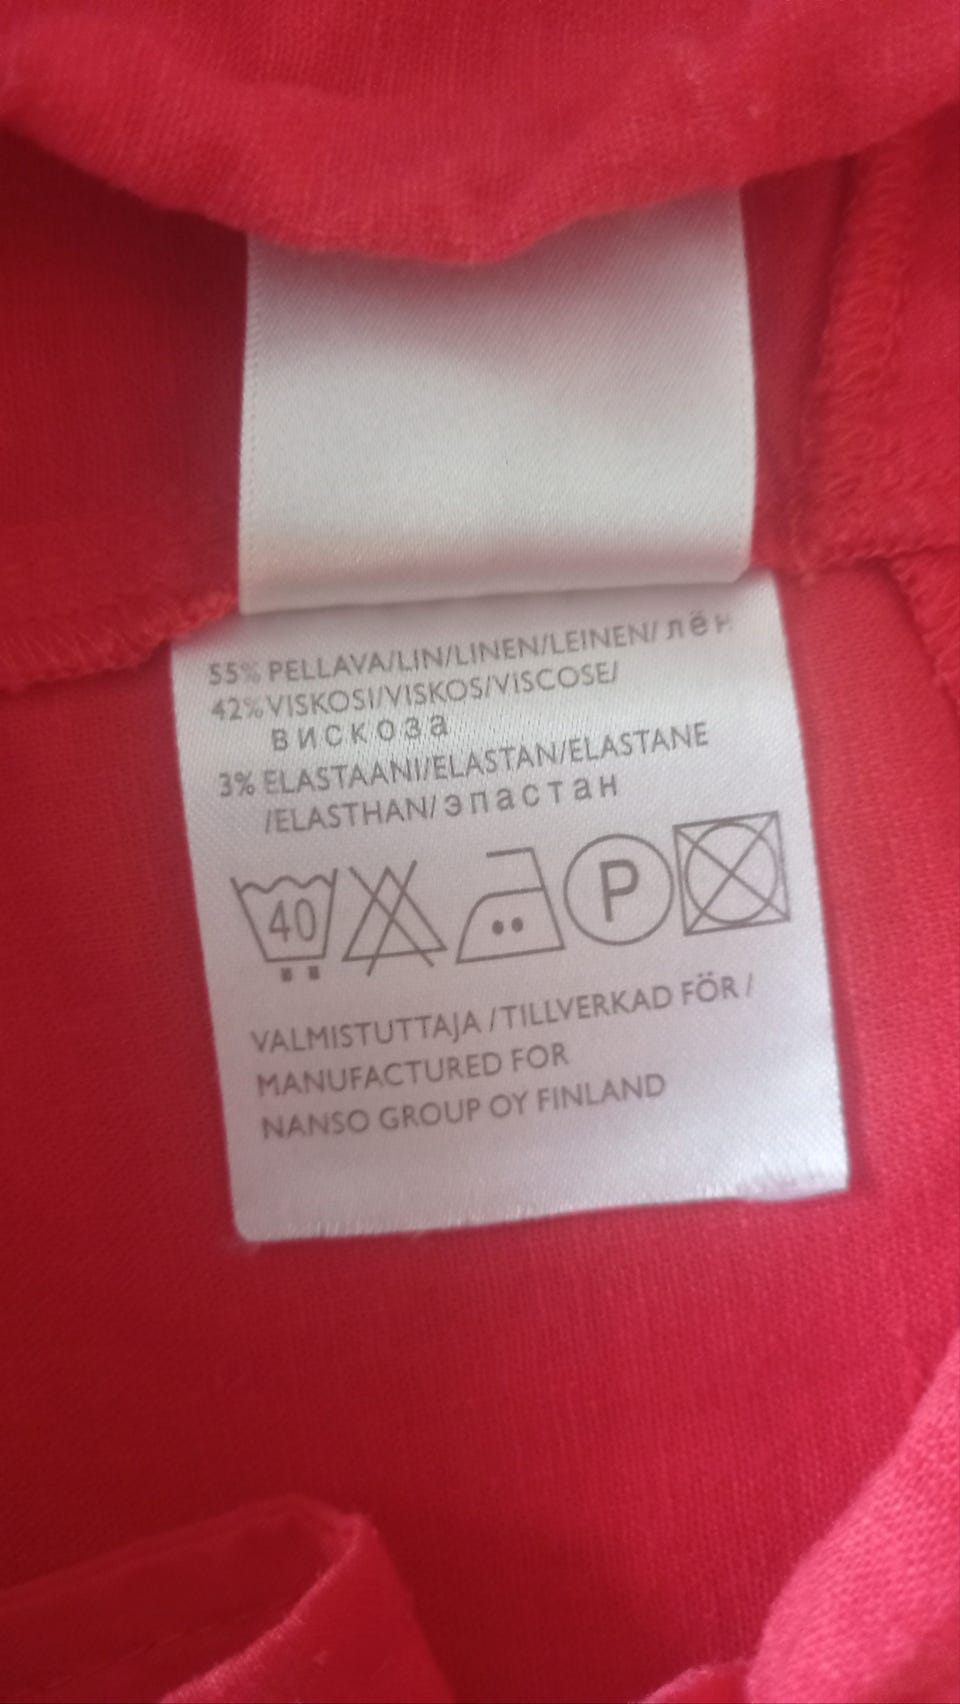 55% PELLAVA/LIN/LINEN/LEINEN/ лён
42% VISKOSI/VISKOS/VISCOSE/
вискоза
3% ELASTAANI/ELASTAN/ELASTANE
/ELASTHAN/ эластан
40
P
VALMISTUTTAJA / TILLVERKAD FÖR /
MANUFACTURED FOR
NANSO GROUP OY FINLAND